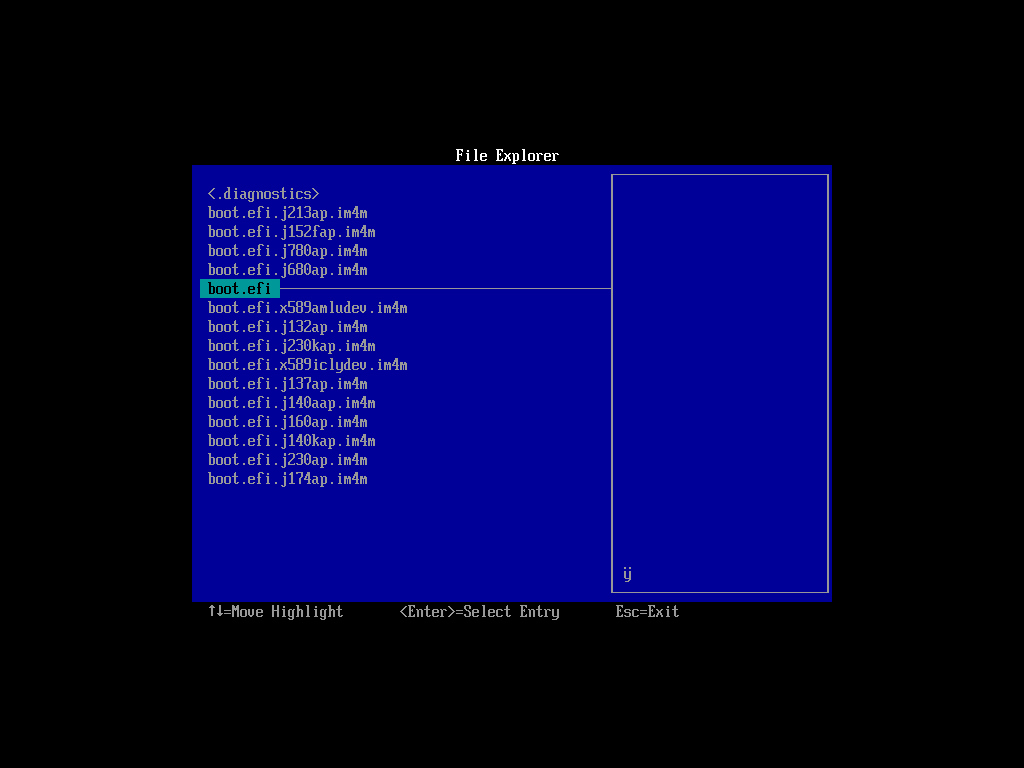 File Explorer
<.diagnostics>
boot.efi.j213ap.im4m
boot.efi.j152fap.im4m
boot.efi.j780ap.im4m
boot.efi.j680ap.im4m
boot.efi
boot.efi.x589amludev.im4m
boot.efi.j132ap.im4m
boot.efi.j230kap.im4m
boot.efi.x589iclydev.im4m
boot.efi.j137ap.im4m
boot.efi.j140aap.im4m
boot.efi.j160ap.im4m
boot.efi.j140kap.im4m
boot.efi.j230ap.im4m
boot.efi.j174ap.im4m
ÿ
↑↓=Move Highlight <Enter>=Select Entry Esc=Exit